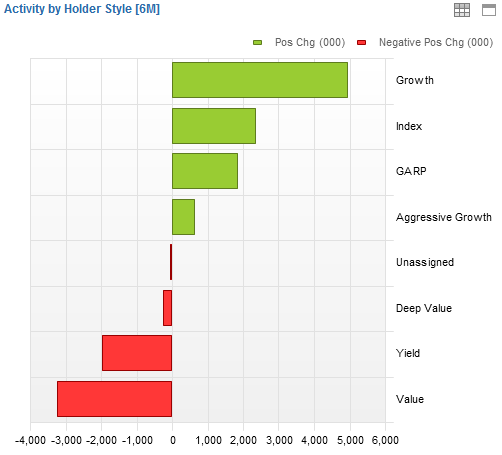 Activity by Holder Style [6M]
Pos Chg (000) Negative Pos Chg (000)
Growth
Index
GARP
Aggressive Growth
Unassigned
Deep Value
Yield
Value
-4,000 -3,000 -2,000 -1,000 0 1,000 2,000 3,000 4,000 5,000 6,000